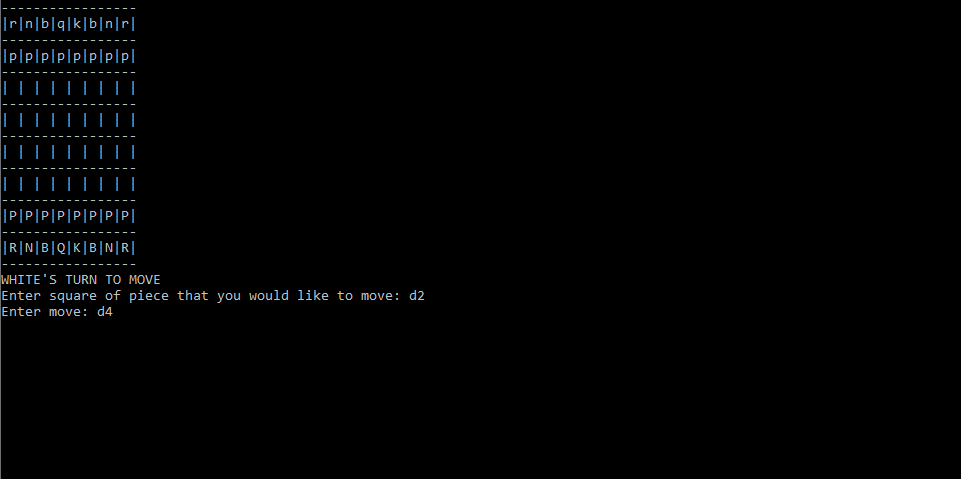 -----------------
|r|n|b|q|k|b|n|r|
-----------------
|p|p|p|p|p|p|p|p|
-----------------
| | | | | | | | |
-----------------
| | | | | | | | |
-----------------
| | | | | | | | |
-----------------
| | | | | | | | |
-----------------
|P|P|P|P|P|P|P|P|
-----------------
|R|N|B|Q|K|B|N|R|
-----------------
WHITE'S TURN TO MOVE
Enter square of piece that you would like to move: d2
Enter move: d4